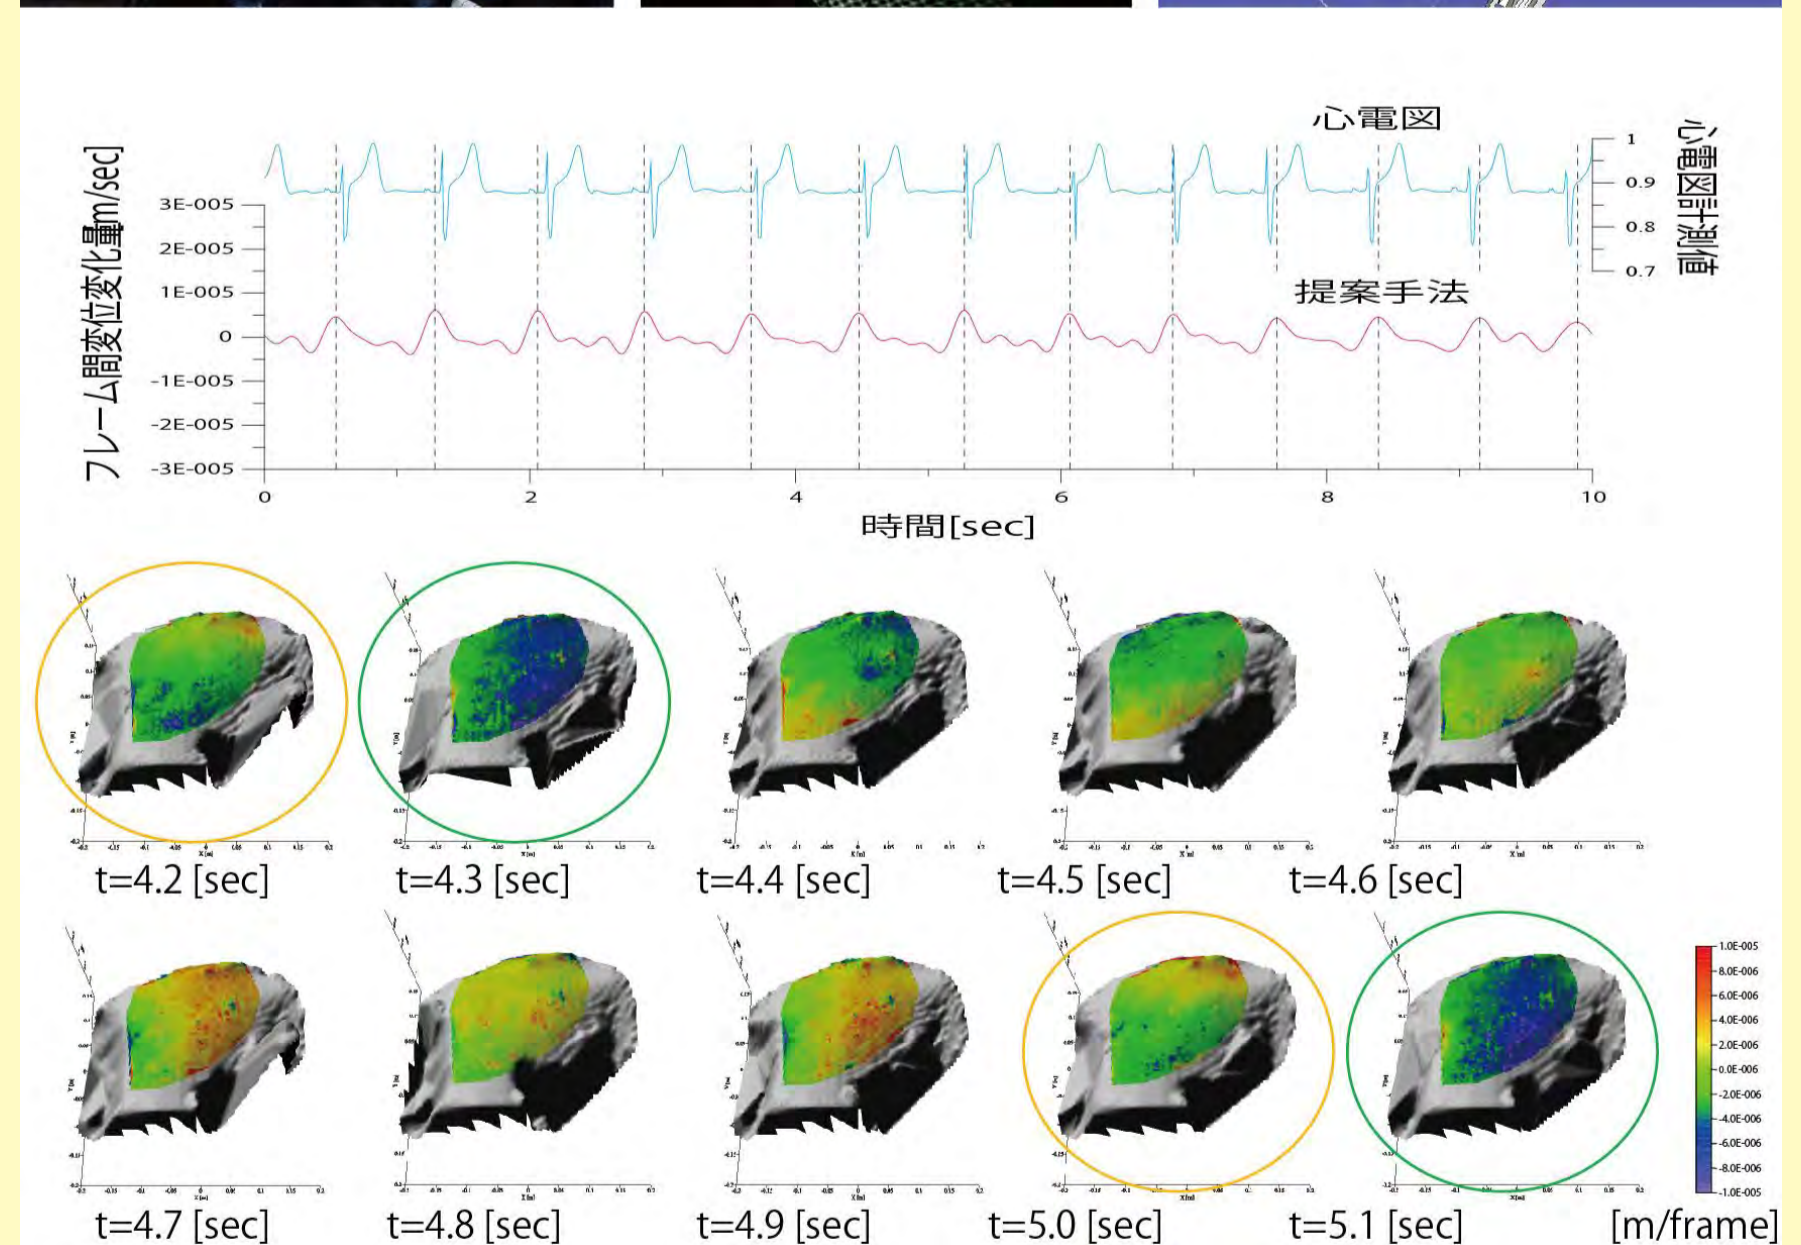 心電図
フレーム間変位変化量m/sec]
3E-005
2E-005
1E-005
0
-1E-005
-2E-005
-3E-005
1
0.9
0.8
0.7
心電図計測値
提案手法
0 2 4 6 8 10
時間[sec]
t=4.2 [sec] t=4.3 [sec] t=4.4 [sec] t=4.5 [sec] t=4.6 [sec]
1.0E-005
8.0E-006
6.0E-006
4.0E-006
2.0E-006
0.0E-006
-2.0E-006
-4.0E-006
-6.0E-006
-8.0E-006
-1.0E-005
t=4.7 [sec] t=4.8 [sec] t=4.9 [sec] t=5.0 [sec] t=5.1 [sec] [m/frame]